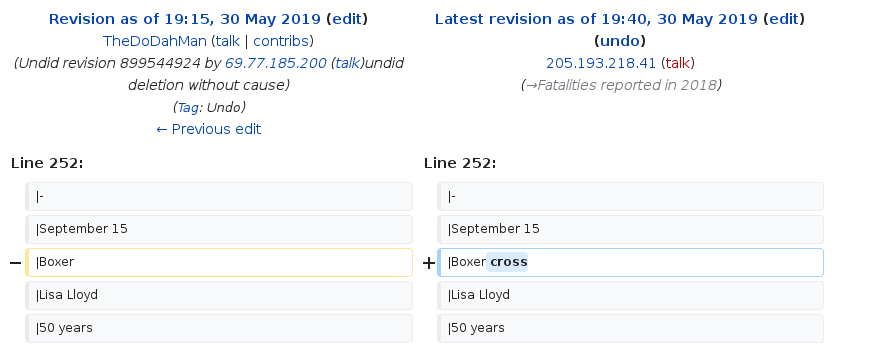 Revision as of 19:15, 30 May 2019 (edit)
TheDoDahMan (talk | contribs)
(Undid revision 899544924 by 69.77.185.200 (talk)undid
deletion without cause)
(Tag: Undo)
← Previous edit
Latest revision as of 19:40, 30 May 2019 (edit)
(undo)
205.193.218.41 (talk)
(→Fatalities reported in 2018)
Line 252:
|-
|September 15
− |Boxer
|Lisa Lloyd
|50 years
Line 252:
|-
|September 15
+ |Boxer cross
|Lisa Lloyd
|50 years